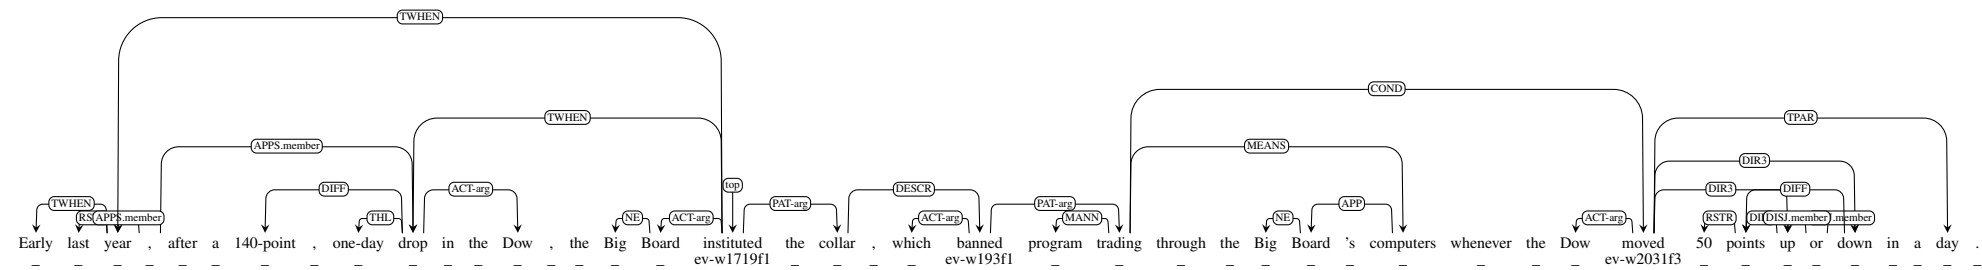 TWHEN
COND
TWHEN TPAR
APPS.member MEANS
DIR3
top
DIFF ACT-arg DESCR DIR3 DIFF
TWHEN PAT-arg PAT-arg APP
APPS.member THL NE ACT-arg ACT-arg MANN NE ACT-arg RSTR DISJ.member
Early last year , after a 140-point , one-day drop in the Dow , the Big Board instituted the collar , which banned program trading through the Big Board 's computers whenever the Dow moved 50 points up or down in a day .
_ _ _ _ _ _ _ _ _ _ _ _ _ _ _ _ _ ev-w1719f1 _ _ _ _ ev-w193f1 _ _ _ _ _ _ _ _ _ _ _ ev-w2031f3 _ _ _ _ _ _ _ _ _